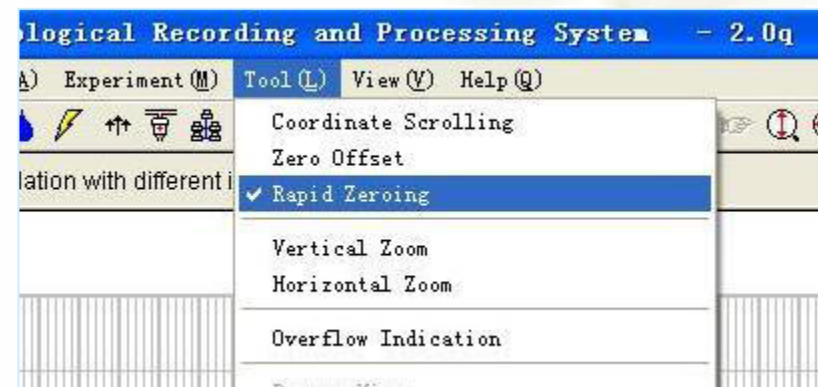 ological Recording and Processing System - 2.0q
A) Experiment(M) Tool(L) View(V) Help(Q)
Coordinate Scrolling
Zero Offset
lation with different i
✓ Rapid Zeroing
Vertical Zoom
Horizontal Zoom
Overflow Indication